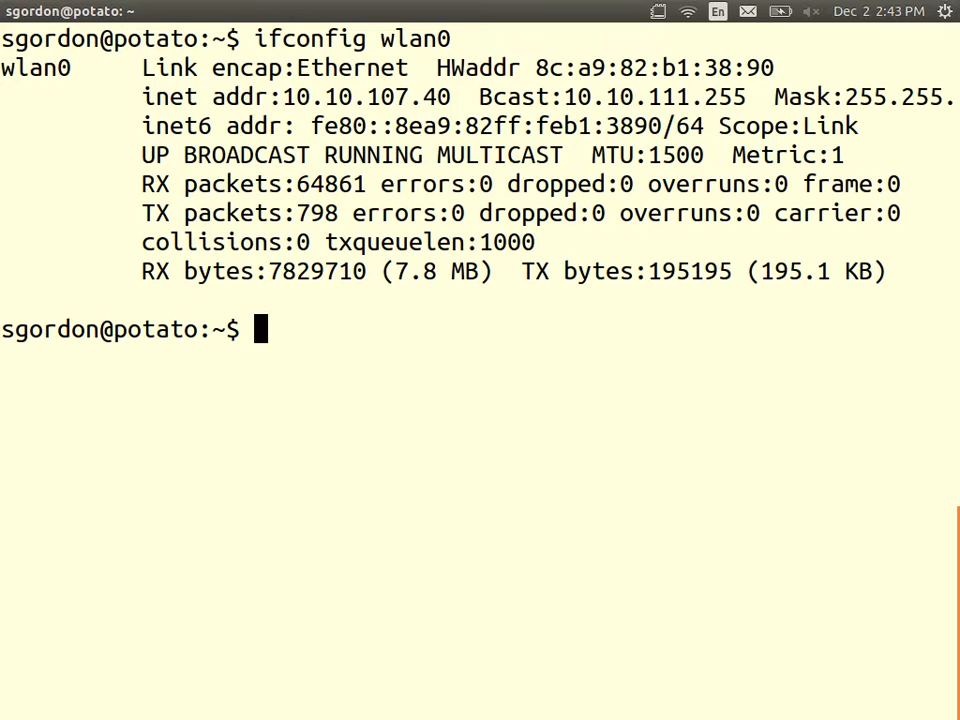 sgordon@potato: ~ En Dec 2 2:43 PM
sgordon@potato:~$ ifconfig wlan0
wlan0 Link encap:Ethernet HWaddr 8c:a9:82:b1:38:90
inet addr:10.10.107.40 Bcast:10.10.111.255 Mask:255.255.
inet6 addr: fe80::8ea9:82ff:feb1:3890/64 Scope:Link
UP BROADCAST RUNNING MULTICAST MTU:1500 Metric:1
RX packets:64861 errors:0 dropped:0 overruns:0 frame:0
TX packets:798 errors:0 dropped:0 overruns:0 carrier:0
collisions:0 txqueuelen:1000
RX bytes:7829710 (7.8 MB) TX bytes:195195 (195.1 KB)
sgordon@potato:~$